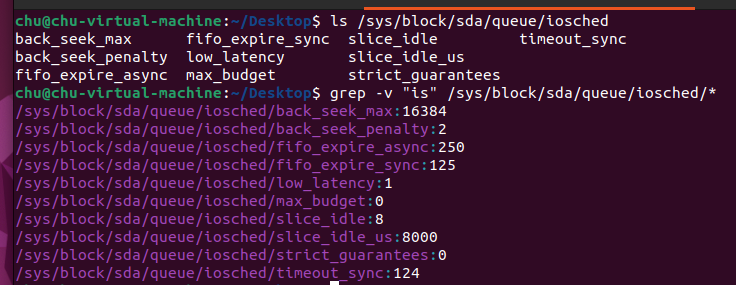 chu@chu-virtual-machine:~/Desktop$ ls /sys/block/sda/queue/iosched
back_seek_max      fifo_expire_sync  slice_idle         timeout_sync
back_seek_penalty  low_latency       slice_idle_us
fifo_expire_async  max_budget        strict_guarantees
chu@chu-virtual-machine:~/Desktop$ grep -v "is" /sys/block/sda/queue/iosched/*
/sys/block/sda/queue/iosched/back_seek_max:16384
/sys/block/sda/queue/iosched/back_seek_penalty:2
/sys/block/sda/queue/iosched/fifo_expire_async:250
/sys/block/sda/queue/iosched/fifo_expire_sync:125
/sys/block/sda/queue/iosched/low_latency:1
/sys/block/sda/queue/iosched/max_budget:0
/sys/block/sda/queue/iosched/slice_idle:8
/sys/block/sda/queue/iosched/slice_idle_us:8000
/sys/block/sda/queue/iosched/strict_guarantees:0
/sys/block/sda/queue/iosched/timeout_sync:124